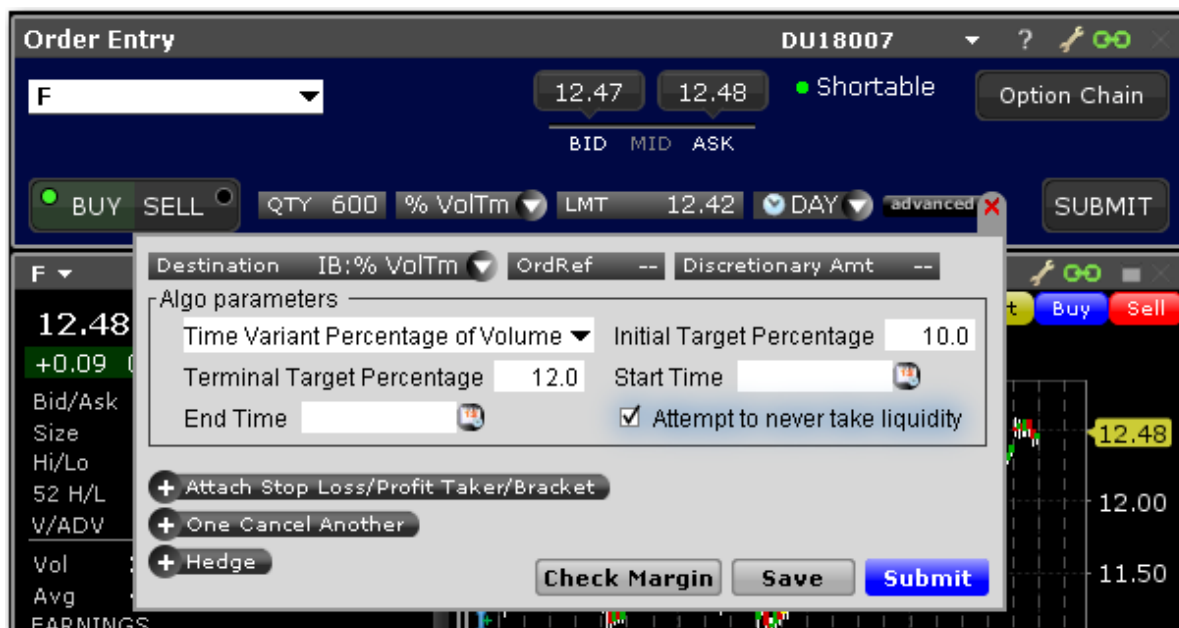 Order Entry DU18007 ?
F 12.47 12.48 Shortable Option Chain
BID MID ASK
BUY SELL QTY 600 % VolTm LMT 12.42 DAY advanced SUBMIT
Destination IB:% VolTm OrdRef -- Discretionary Amt --
F
Algo parameters
12.48 Time Variant Percentage of Volume Initial Target Percentage 10.0 t Buy Sell
+0.09 Terminal Target Percentage 12.0 Start Time
Bid/Ask End Time Attempt to never take liquidity
Size 12.48
Hi/Lo
52 H/L + Attach Stop Loss/Profit Taker/Bracket 12.00
V/ADV + One Cancel Another
Vol + Hedge Check Margin Save Submit 11.50
Avg
EARNINGS